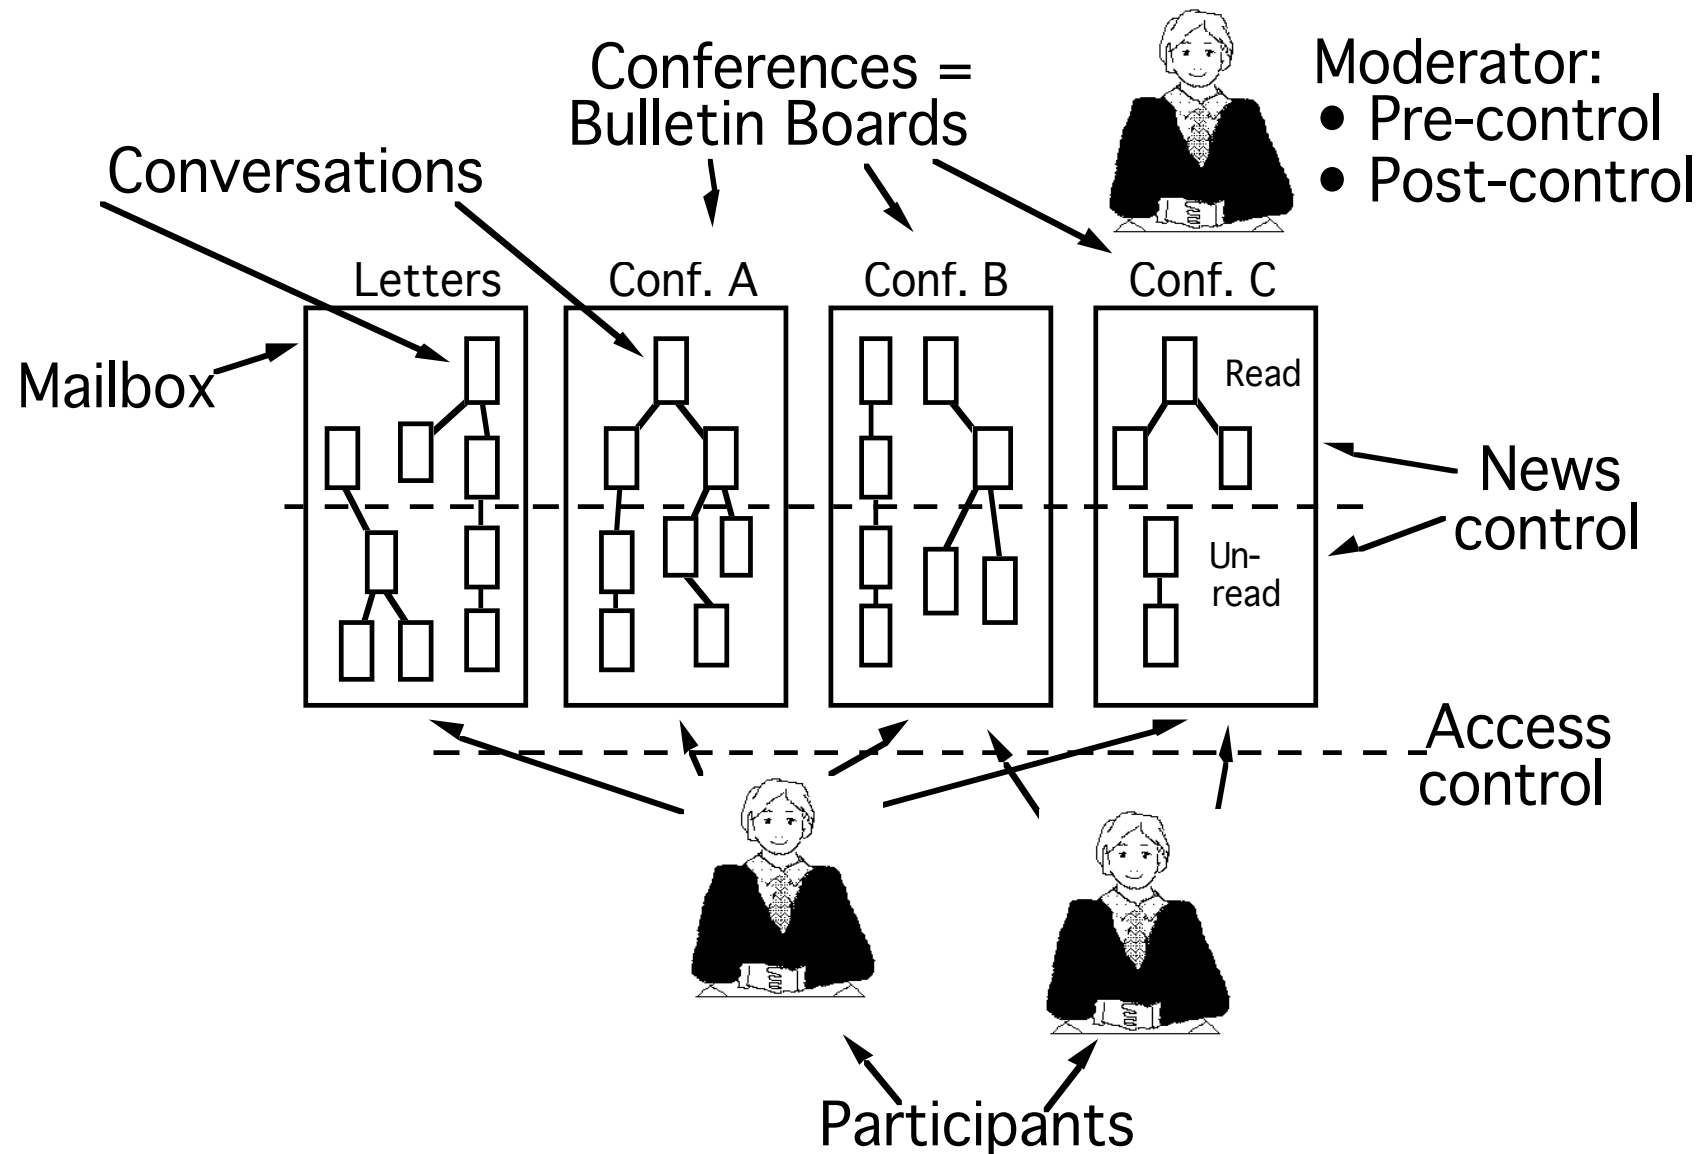 Conferences =
Bulletin Boards
Moderator:
• Pre-control
• Post-control
Conversations
Letters
Conf. A
Conf. B
Conf. C
Mailbox
Read
News
control
Un-
read
Access
control
Participants